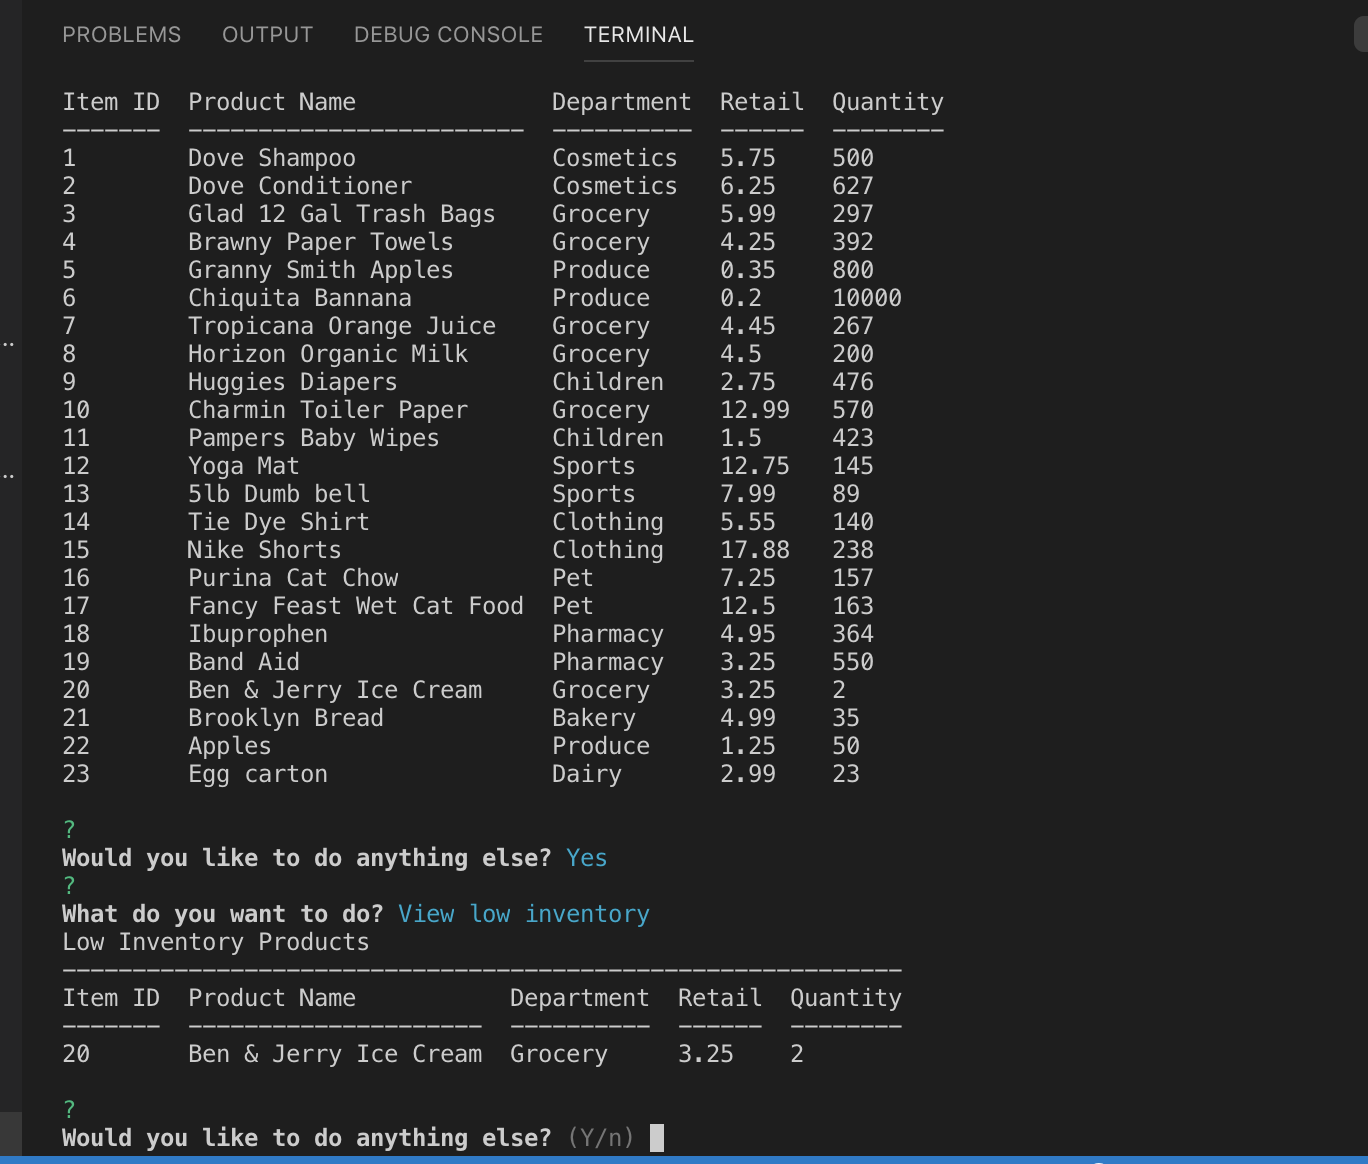 PROBLEMS OUTPUT DEBUG CONSOLE TERMINAL
Item ID  Product Name              Department  Retail  Quantity
-------  ------------------------  ----------  ------  --------
1        Dove Shampoo              Cosmetics   5.75    500
2        Dove Conditioner          Cosmetics   6.25    627
3        Glad 12 Gal Trash Bags    Grocery     5.99    297
4        Brawny Paper Towels       Grocery     4.25    392
5        Granny Smith Apples       Produce     0.35    800
6        Chiquita Bannana          Produce     0.2     10000
7        Tropicana Orange Juice    Grocery     4.45    267
8        Horizon Organic Milk      Grocery     4.5     200
9        Huggies Diapers           Children    2.75    476
10       Charmin Toiler Paper      Grocery     12.99   570
11       Pampers Baby Wipes        Children    1.5     423
12       Yoga Mat                  Sports      12.75   145
13       5lb Dumb bell             Sports      7.99    89
14       Tie Dye Shirt             Clothing    5.55    140
15       Nike Shorts               Clothing    17.88   238
16       Purina Cat Chow           Pet         7.25    157
17       Fancy Feast Wet Cat Food  Pet         12.5    163
18       Ibuprophen                Pharmacy    4.95    364
19       Band Aid                  Pharmacy    3.25    550
20       Ben & Jerry Ice Cream     Grocery     3.25    2
21       Brooklyn Bread            Bakery      4.99    35
22       Apples                    Produce     1.25    50
23       Egg carton                Dairy       2.99    23
?
Would you like to do anything else? Yes
?
What do you want to do? View low inventory
Low Inventory Products
------------------------------------------------------------
Item ID  Product Name           Department  Retail  Quantity
-------  ---------------------  ----------  ------  --------
20       Ben & Jerry Ice Cream  Grocery     3.25    2
?
Would you like to do anything else? (Y/n)